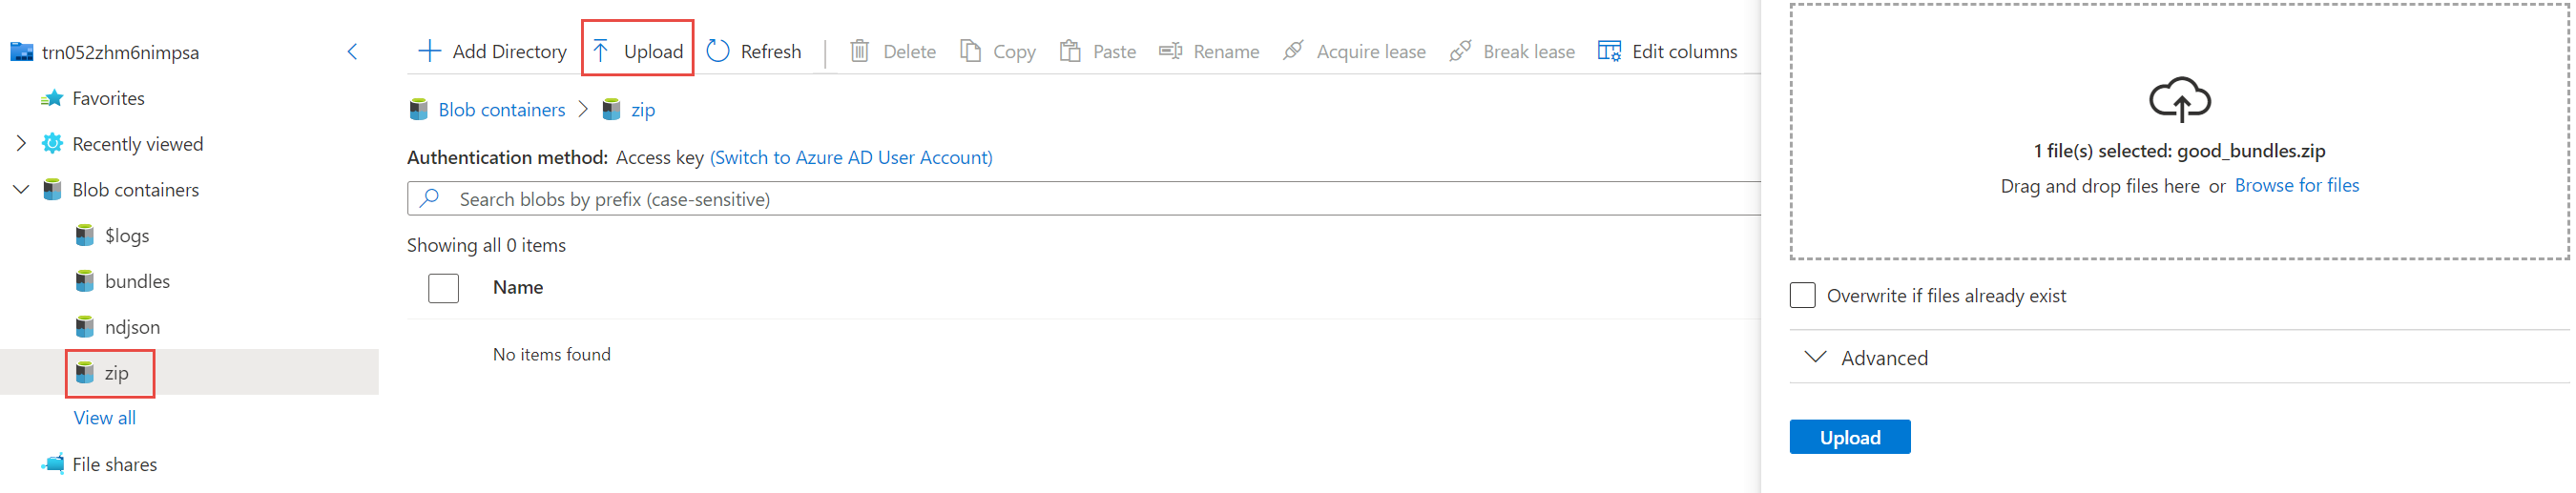 trn052zhm6nimpsa
Favorites
Recently viewed
Blob containers
$logs
bundles
ndjson
zip
View all
File shares
Add Directory Upload Refresh Delete Copy Paste Rename Acquire lease Break lease Edit columns
Blob containers zip
Authentication method: Access key (Switch to Azure AD User Account)
Search blobs by prefix (case-sensitive)
Showing all 0 items
Name
No items found
1 file(s) selected: good_bundles.zip
Drag and drop files here or Browse for files
Overwrite if files already exist
Advanced
Upload